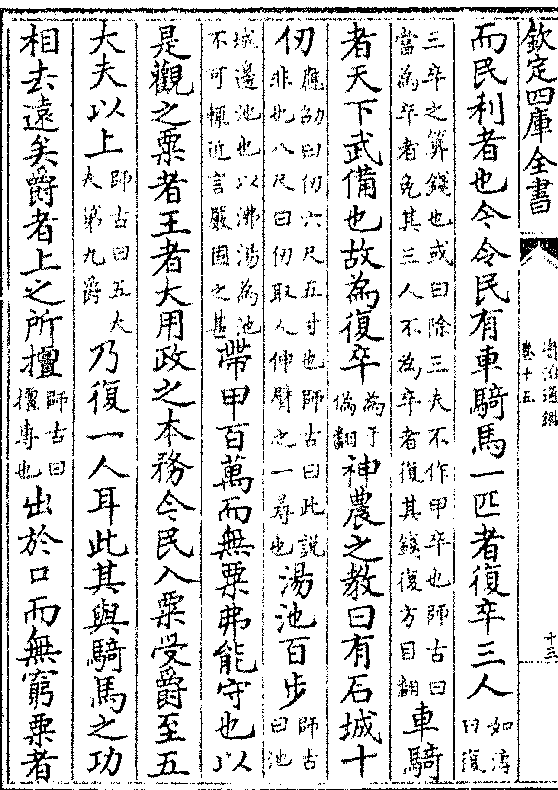 欽定四庫全書
資治通鑑
卷十五
十三
而民利者也今令民有車騎馬一匹者復卒三人如淳曰復
三卒之算錢也或曰除三夫不作甲卒也師古曰當為卒者免其三人不為卒者復其錢復方目翻車騎
者天下武備也故為復卒為于偽翻神農之教曰有石城十
仞應劭曰仞六尺五寸也師古曰此說非也八尺曰仞取人伸臂之一尋也湯池百步師古曰池
城邊池也以沸湯為池不可輒近言嚴固之甚帶甲百萬而無粟弗能守也以
是觀之粟者王者大用政之本務今民入粟受爵至五
大夫以上師古曰五大夫第九爵乃復一人耳此其與騎馬之功
相去遠矣爵者上之所擅師古曰擅專也出於口而無窮粟者